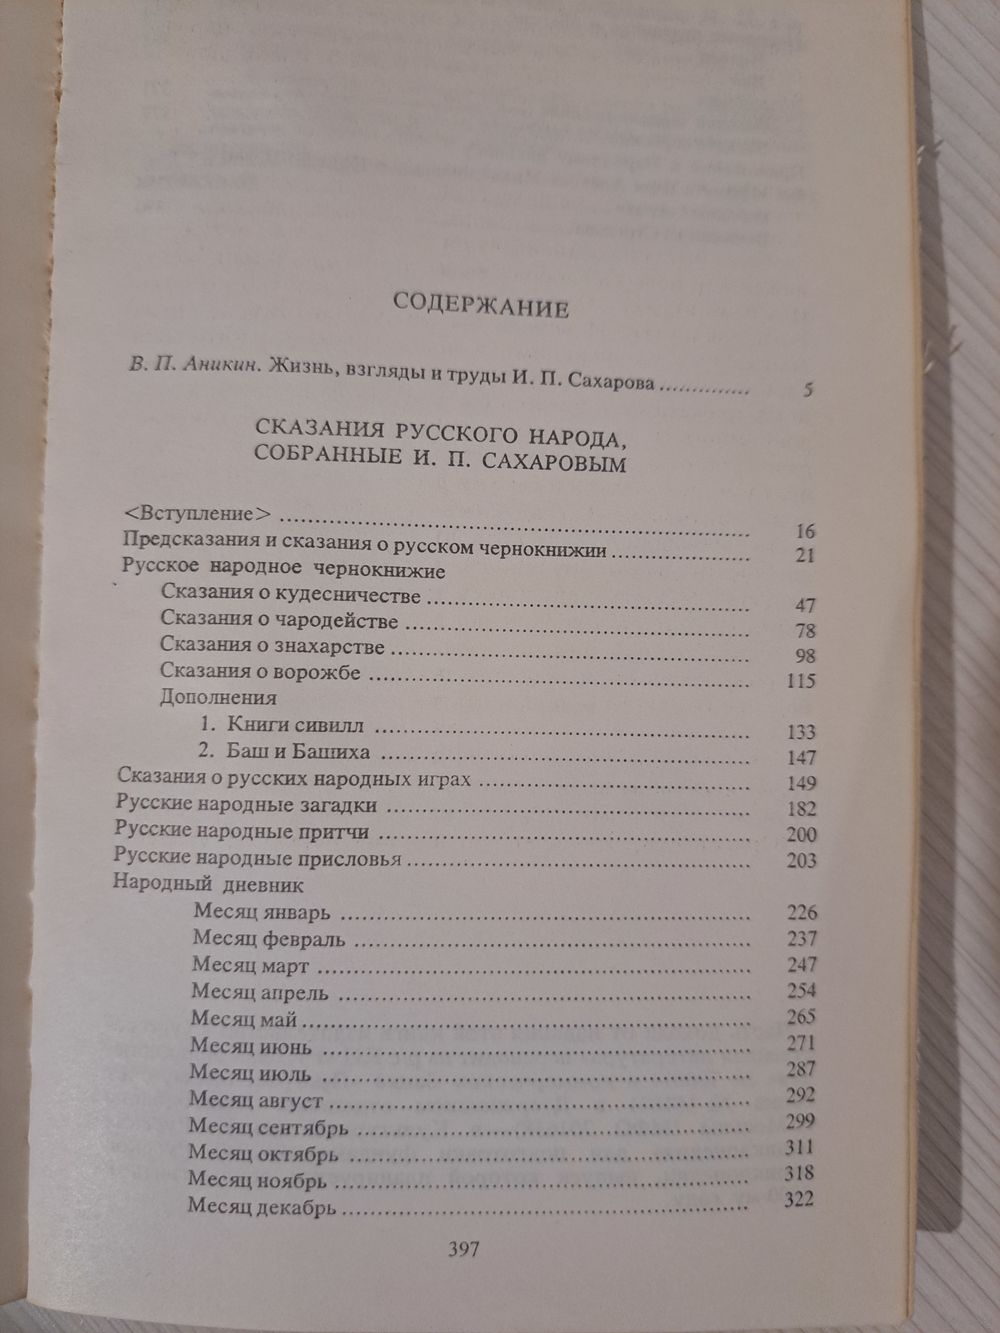 СОДЕРЖАНИЕ
В. П. Аникин. Жизнь, взгляды и труды И. П. Сахарова .............. 5
СКАЗАНИЯ РУССКОГО НАРОДА,
СОБРАННЫЕ И. П. САХАРОВЫМ
<Вступление> .............. 16
Предсказания и сказания о русском чернокнижии .............. 21
Русское народное чернокнижие
Сказания о кудесничестве .............. 47
Сказания о чародействе .............. 78
Сказания о знахарстве .............. 98
Сказания о ворожбе .............. 115
Дополнения
1. Книги сивилл .............. 133
2. Баш и Башиха .............. 147
Сказания о русских народных играх .............. 149
Русские народные загадки .............. 182
Русские народные притчи .............. 200
Русские народные присловья .............. 203
Народный дневник
Месяц январь .............. 226
Месяц февраль .............. 237
Месяц март .............. 247
Месяц апрель .............. 254
Месяц май .............. 265
Месяц июнь .............. 271
Месяц июль .............. 287
Месяц август .............. 292
Месяц сентябрь .............. 299
Месяц октябрь .............. 311
Месяц ноябрь .............. 318
Месяц декабрь .............. 322
397